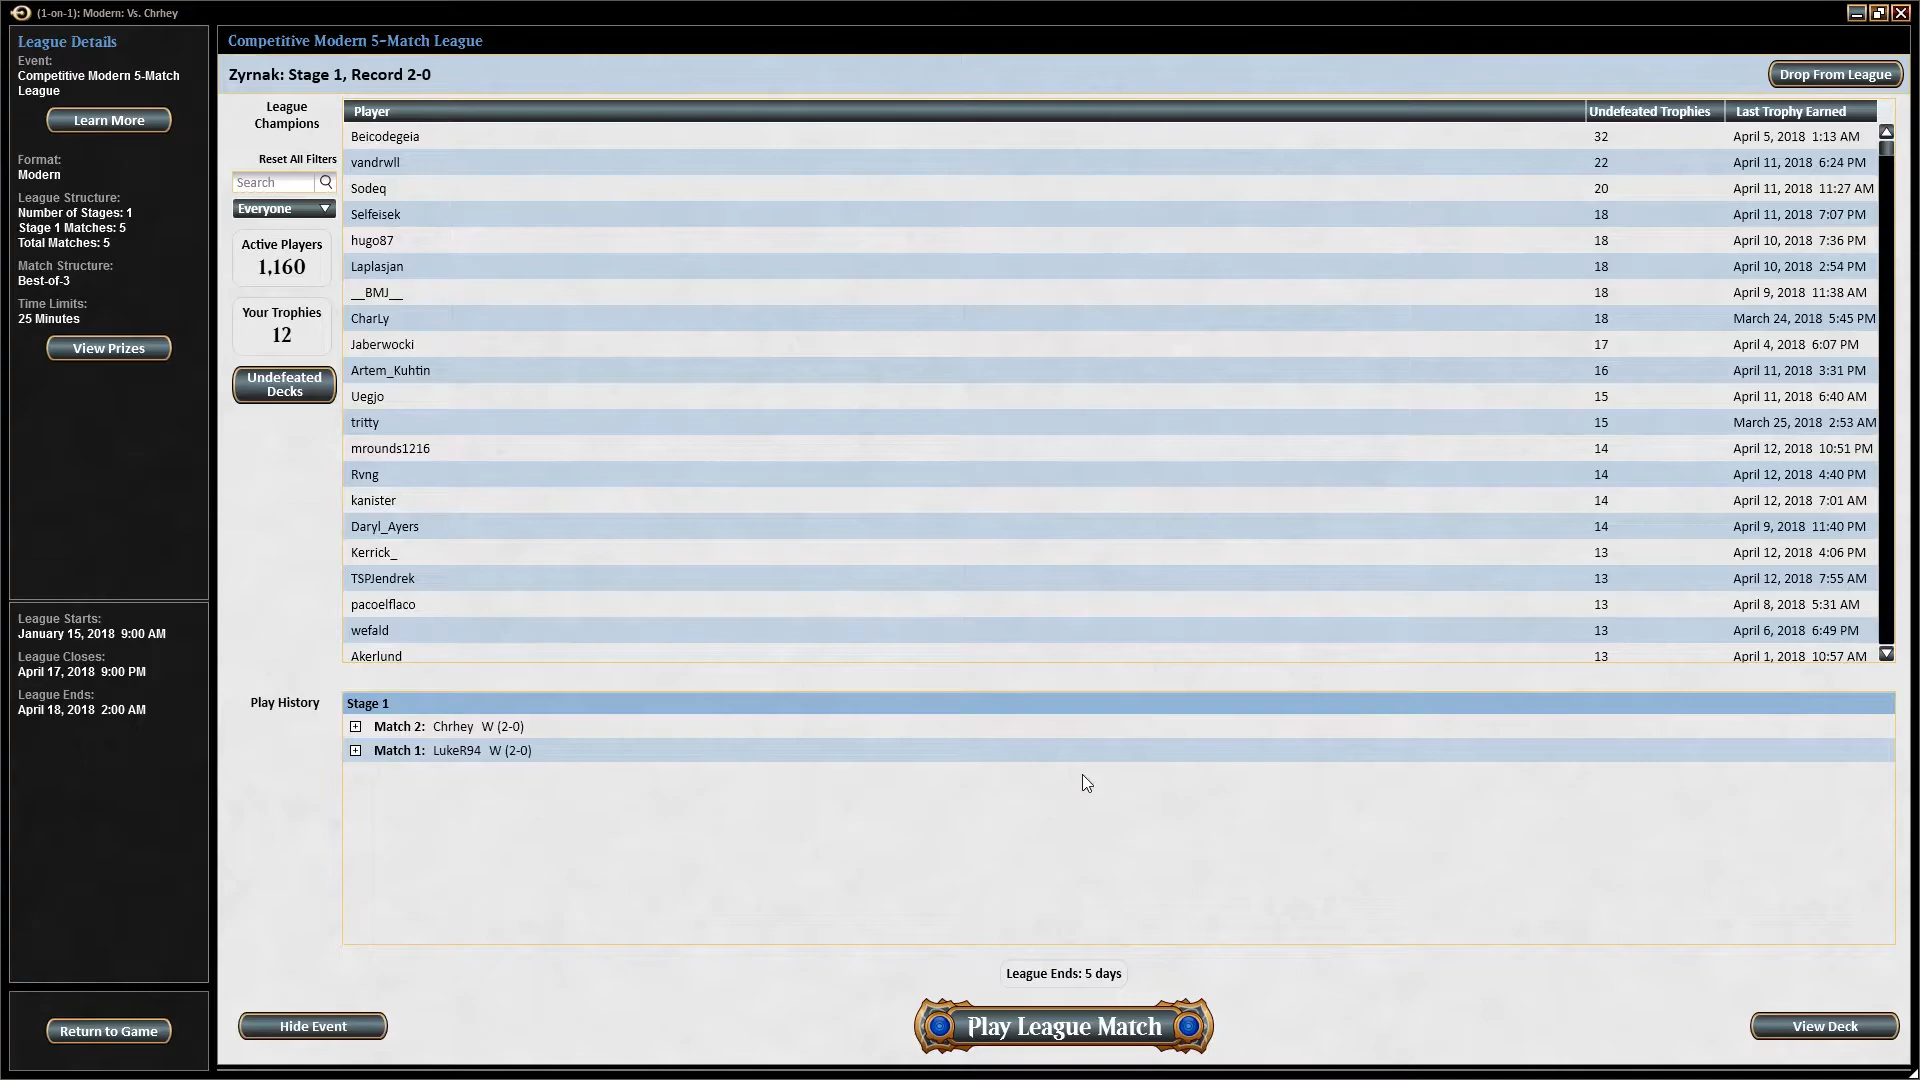 (1-on-1): Modern: Vs. Chrhey
League Details
Event:
Competitive Modern 5-Match
League
Learn More
Format:
Modern
League Structure:
Number of Stages: 1
Stage 1 Matches: 5
Total Matches: 5
Match Structure:
Best-of-3
Time Limits:
25 Minutes
View Prizes
League Starts:
January 15, 2018 9:00 AM
League Closes:
April 17, 2018 9:00 PM
League Ends:
April 18, 2018 2:00 AM
Return to Game
Competitive Modern 5-Match League
Zyrnak: Stage 1, Record 2-0
Drop From League
League
Champions
Reset All Filters
Search
Everyone
Active Players
1,160
Your Trophies
12
Undefeated
Decks
Player Undefeated Trophies Last Trophy Earned
Beicodegeia 32 April 5, 2018 1:13 AM
vandrwll 22 April 11, 2018 6:24 PM
Sodeq 20 April 11, 2018 11:27 AM
Selfeisek 18 April 11, 2018 7:07 PM
hugo87 18 April 10, 2018 7:36 PM
Laplasjan 18 April 10, 2018 2:54 PM
__BMJ__ 18 April 9, 2018 11:38 AM
CharLy 18 March 24, 2018 5:45 PM
Jaberwocki 17 April 4, 2018 6:07 PM
Artem_Kuhtin 16 April 11, 2018 3:31 PM
Uegjo 15 April 11, 2018 6:40 AM
tritty 15 March 25, 2018 2:53 AM
mrounds1216 14 April 12, 2018 10:51 PM
Rvng 14 April 12, 2018 4:40 PM
kanister 14 April 12, 2018 7:01 AM
Daryl_Ayers 14 April 9, 2018 11:40 PM
Kerrick_ 13 April 12, 2018 4:06 PM
TSPJendrek 13 April 12, 2018 7:55 AM
pacoelflaco 13 April 8, 2018 5:31 AM
wefald 13 April 6, 2018 6:49 PM
Akerlund 13 April 1, 2018 10:57 AM
Play History
Stage 1
Match 2: Chrhey W (2-0)
Match 1: LukeR94 W (2-0)
League Ends: 5 days
Hide Event
Play League Match
View Deck